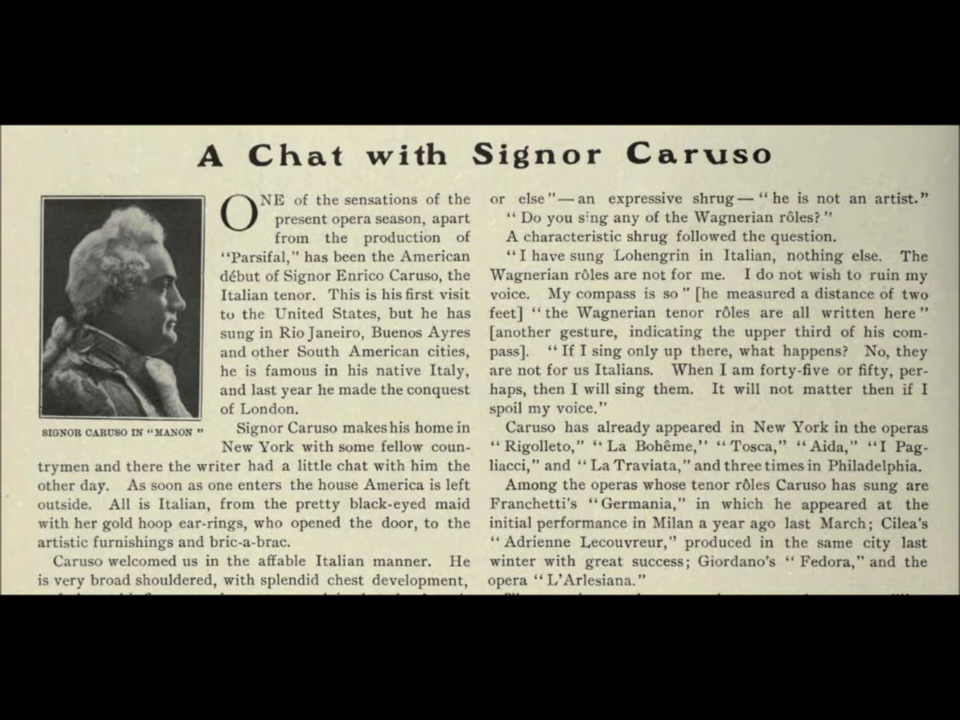 A Chat with Signor Caruso
SIGNOR CARUSO IN "MANON"
ONE of the sensations of the
present opera season, apart
from the production of
"Parsifal," has been the American
début of Signor Enrico Caruso, the
Italian tenor. This is his first visit
to the United States, but he has
sung in Rio Janeiro, Buenos Ayres
and other South American cities,
he is famous in his native Italy,
and last year he made the conquest
of London.
Signor Caruso makes his home in
New York with some fellow coun-
trymen and there the writer had a little chat with him the
other day. As soon as one enters the house America is left
outside. All is Italian, from the pretty black-eyed maid
with her gold hoop ear-rings, who opened the door, to the
artistic furnishings and bric-a-brac.
Caruso welcomed us in the affable Italian manner. He
is very broad shouldered, with splendid chest development,
or else"—an expressive shrug—"he is not an artist."
"Do you sing any of the Wagnerian rôles?"
A characteristic shrug followed the question.
"I have sung Lohengrin in Italian, nothing else. The
Wagnerian rôles are not for me. I do not wish to ruin my
voice. My compass is so" [he measured a distance of two
feet] "the Wagnerian tenor rôles are all written here"
[another gesture, indicating the upper third of his com-
pass]. "If I sing only up there, what happens? No, they
are not for us Italians. When I am forty-five or fifty, per-
haps, then I will sing them. It will not matter then if I
spoil my voice."
Caruso has already appeared in New York in the operas
"Rigolleto," "La Bohême," "Tosca," "Aida," "I Pag-
liacci," and "La Traviata," and three times in Philadelphia.
Among the operas whose tenor rôles Caruso has sung are
Franchetti's "Germania," in which he appeared at the
initial performance in Milan a year ago last March; Cilea's
"Adrienne Lecouvreur," produced in the same city last
winter with great success; Giordano's "Fedora," and the
opera "L'Arlesiana."